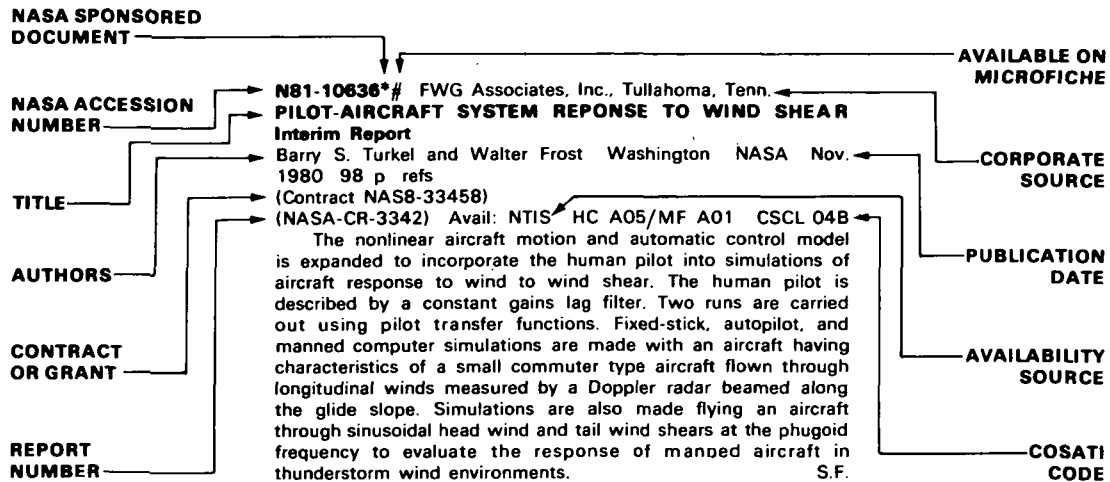 NASA SPONSORED
DOCUMENT
AVAILABLE ON
MICROFICHE
N81-10636*# FWG Associates, Inc., Tullahoma, Tenn.
NASA ACCESSION
NUMBER
PILOT-AIRCRAFT SYSTEM REPONSE TO WIND SHEAR
Interim Report
Barry S. Turkel and Walter Frost Washington NASA Nov.
1980 98 p refs
CORPORATE
SOURCE
TITLE
(Contract NAS8-33458)
(NASA-CR-3342) Avail: NTIS HC A05/MF A01 CSCL 04B
The nonlinear aircraft motion and automatic control model
is expanded to incorporate the human pilot into simulations of
aircraft response to wind to wind shear. The human pilot is
described by a constant gains lag filter. Two runs are carried
out using pilot transfer functions. Fixed-stick, autopilot, and
manned computer simulations are made with an aircraft having
characteristics of a small commuter type aircraft flown through
longitudinal winds measured by a Doppler radar beamed along
the glide slope. Simulations are also made flying an aircraft
through sinusoidal head wind and tail wind shears at the phugoid
frequency to evaluate the response of manned aircraft in
thunderstorm wind environments. S.F.
AUTHORS
PUBLICATION
DATE
CONTRACT
OR GRANT
AVAILABILITY
SOURCE
REPORT
NUMBER
COSATI
CODE